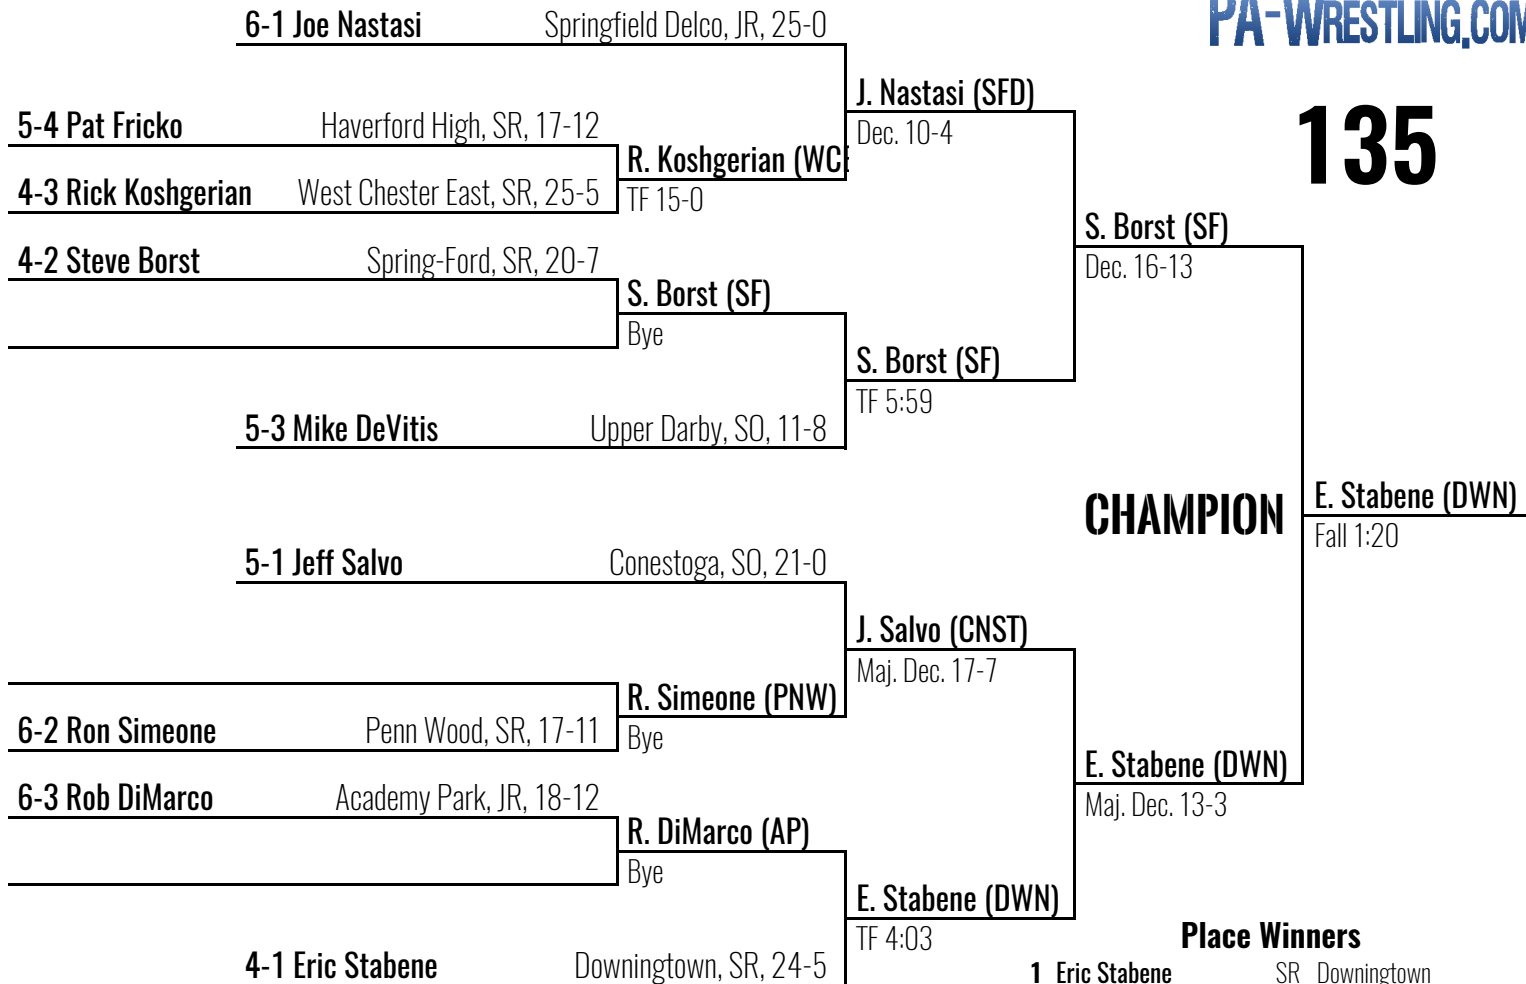 PA-WRESTLING.COM
6-1 Joe Nastasi Springfield Delco, JR, 25-0
J. Nastasi (SFD)
Dec. 10-4
135
5-4 Pat Fricko Haverford High, SR, 17-12
R. Koshgerian (WCE
TF 15-0
4-3 Rick Koshgerian West Chester East, SR, 25-5
S. Borst (SF)
Dec. 16-13
4-2 Steve Borst Spring-Ford, SR, 20-7
S. Borst (SF)
Bye
S. Borst (SF)
TF 5:59
5-3 Mike DeVitis Upper Darby, SO, 11-8
CHAMPION
E. Stabene (DWN)
Fall 1:20
5-1 Jeff Salvo Conestoga, SO, 21-0
J. Salvo (CNST)
Maj. Dec. 17-7
R. Simeone (PNW)
Bye
6-2 Ron Simeone Penn Wood, SR, 17-11
E. Stabene (DWN)
Maj. Dec. 13-3
6-3 Rob DiMarco Academy Park, JR, 18-12
R. DiMarco (AP)
Bye
E. Stabene (DWN)
TF 4:03
4-1 Eric Stabene Downingtown, SR, 24-5
Place Winners
1 Eric Stabene SR Downingtown